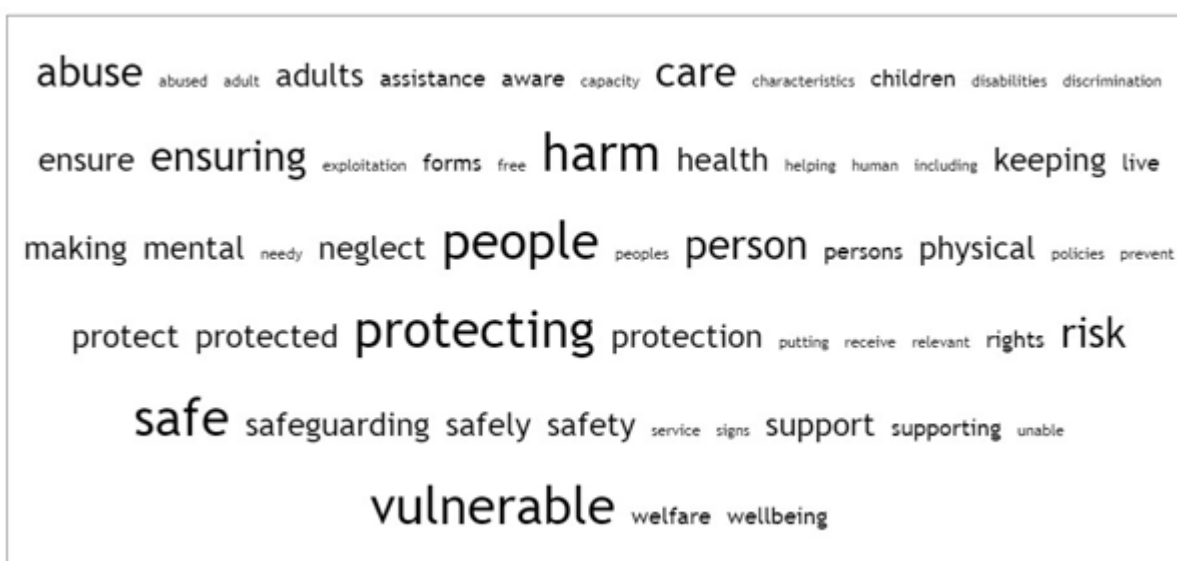 abuse abused adult adults assistance aware capacity care characteristics children disabilities discrimination
ensure ensuring exploitation forms free harm health helping human including keeping live
making mental needy neglect people peoples person persons physical policies prevent
protect protected protecting protection putting receive relevant rights risk
safe safeguarding safely safety service signs support supporting unable
vulnerable welfare wellbeing